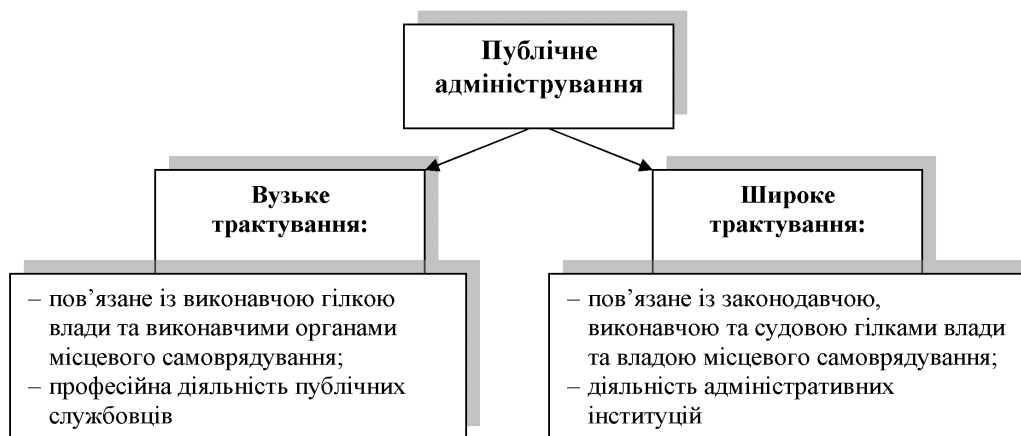 Публічне
адміністрування
Вузьке
трактування:
– пов’язане із виконавчою гілкою
влади та виконавчими органами
місцевого самоврядування;
– професійна діяльність публічних
службовців
Широке
трактування:
– пов’язане із законодавчою,
виконавчою та судовою гілками влади
та владою місцевого самоврядування;
– діяльність адміністративних
інституцій